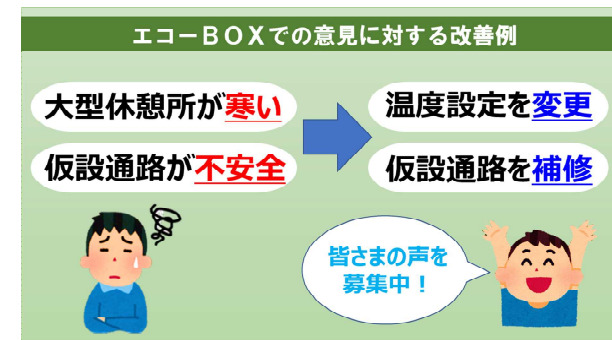 エコーBOXでの意見に対する改善例
大型休憩所が寒い
温度設定を変更
仮設通路が不安全
仮設通路を補修
皆さまの声を
募集中！